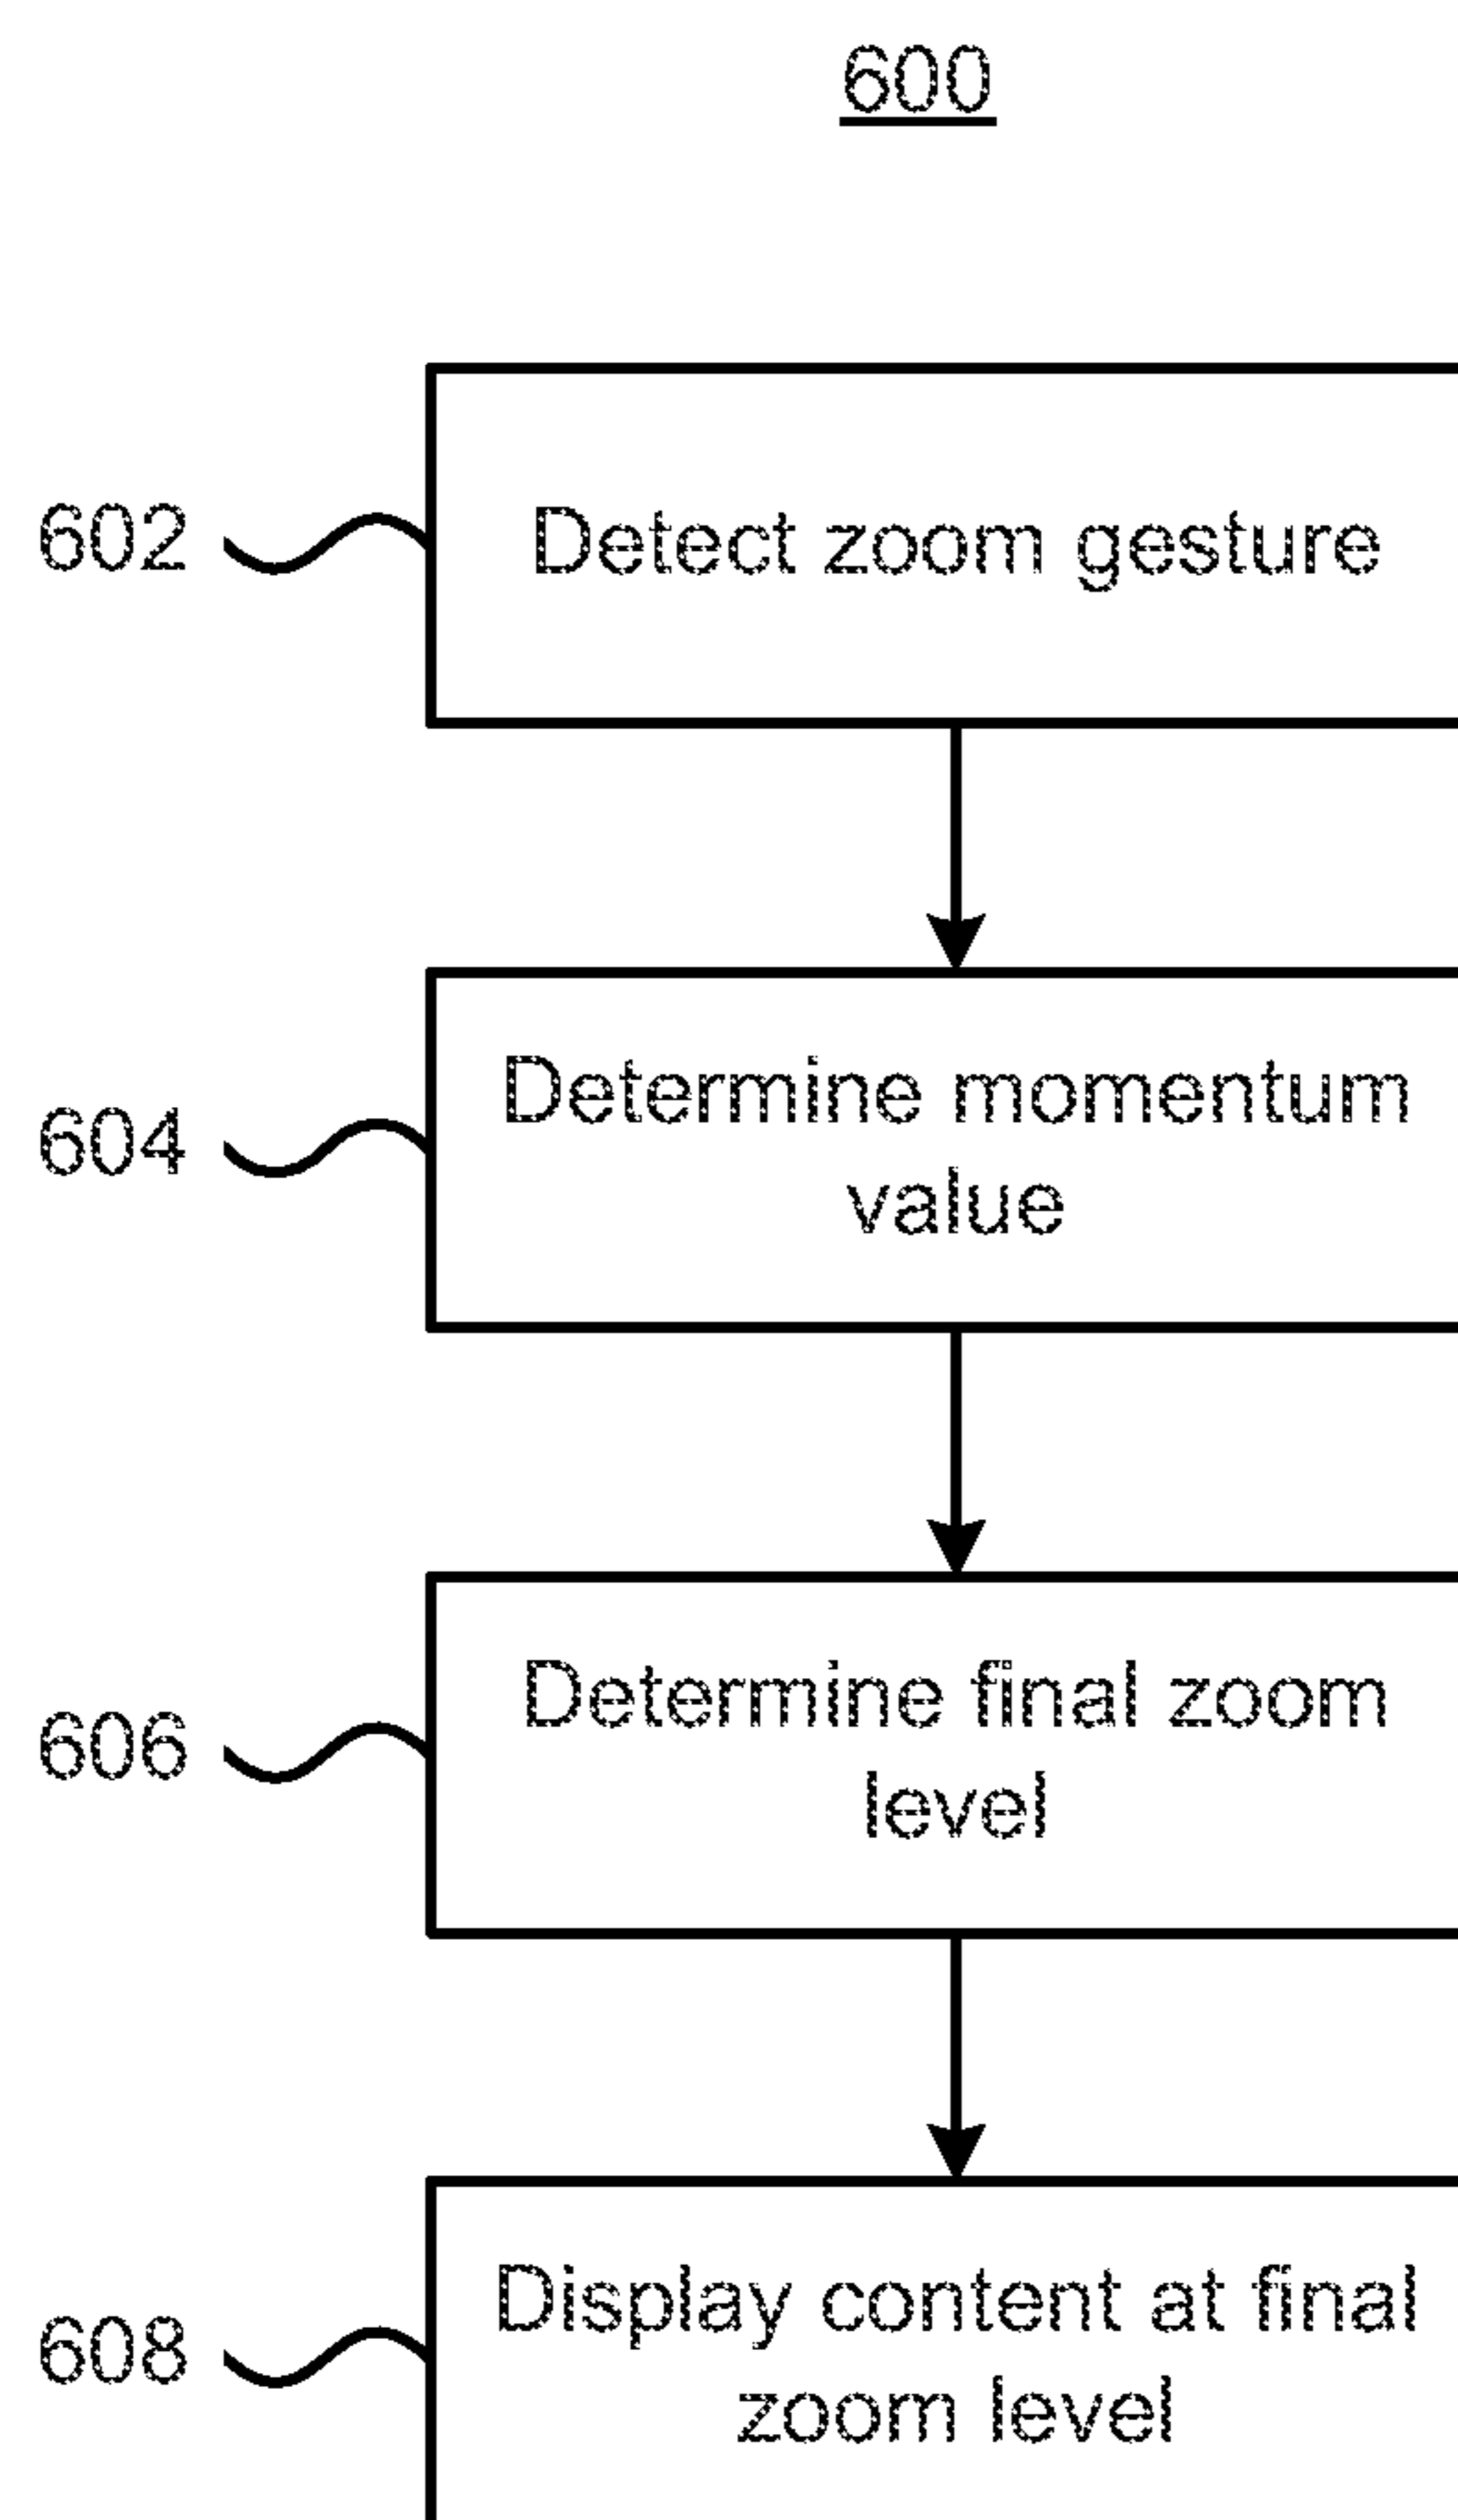 600
602
Detect zoom gesture
604
Determine momentum
value
606
Determine final zoom
level
608
Display content at final
zoom level